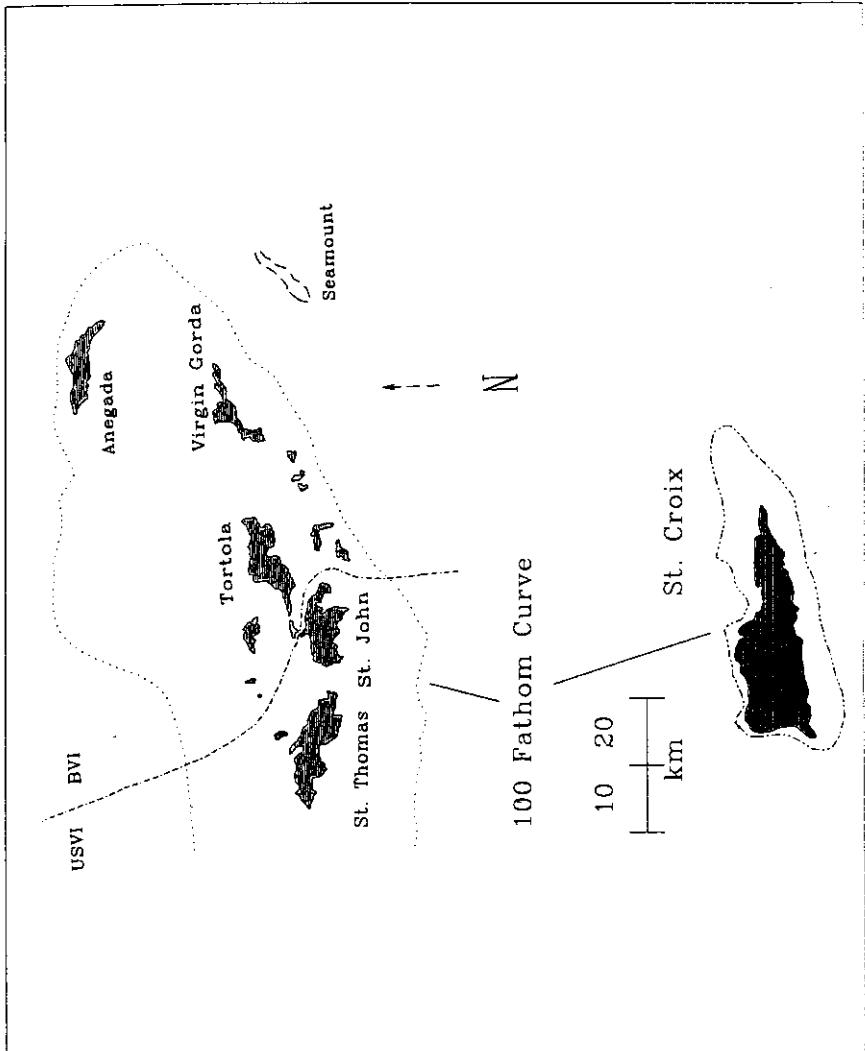 USVI BVI
Anegada
Virgin Gorda
Tortola
Seamount
St. Thomas St. John
N
100 Fathom Curve
St. Croix
10 20
km